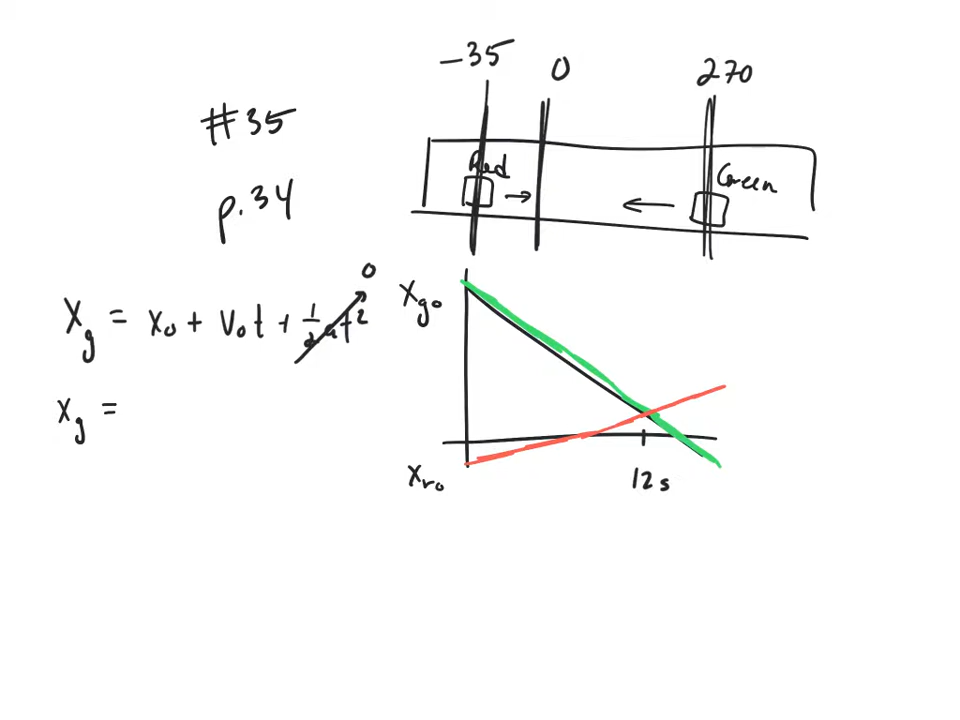 -35 0 270
#35
Red
Green
p.34
0
Xg = X0 + V0t + 1/2at²
Xg0
Xg =
Xr0
12s